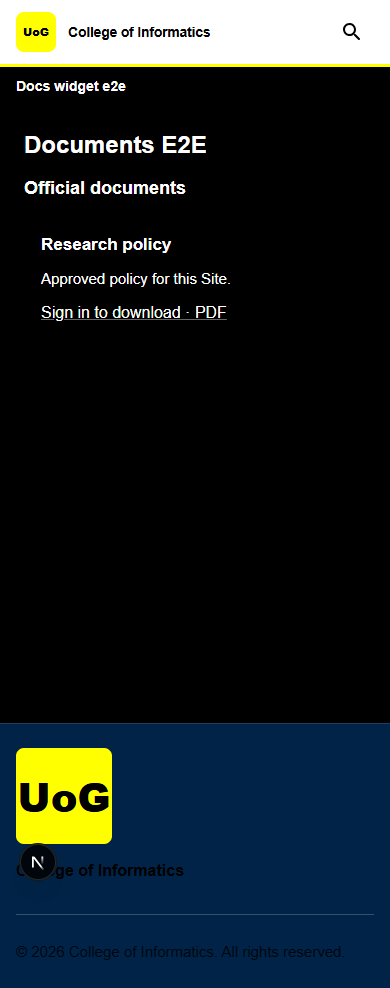 UoG
College of Informatics
Docs widget e2e
Documents E2E
Official documents
Research policy
Approved policy for this Site.
Sign in to download · PDF
UoG
N
College of Informatics
© 2026 College of Informatics. All rights reserved.